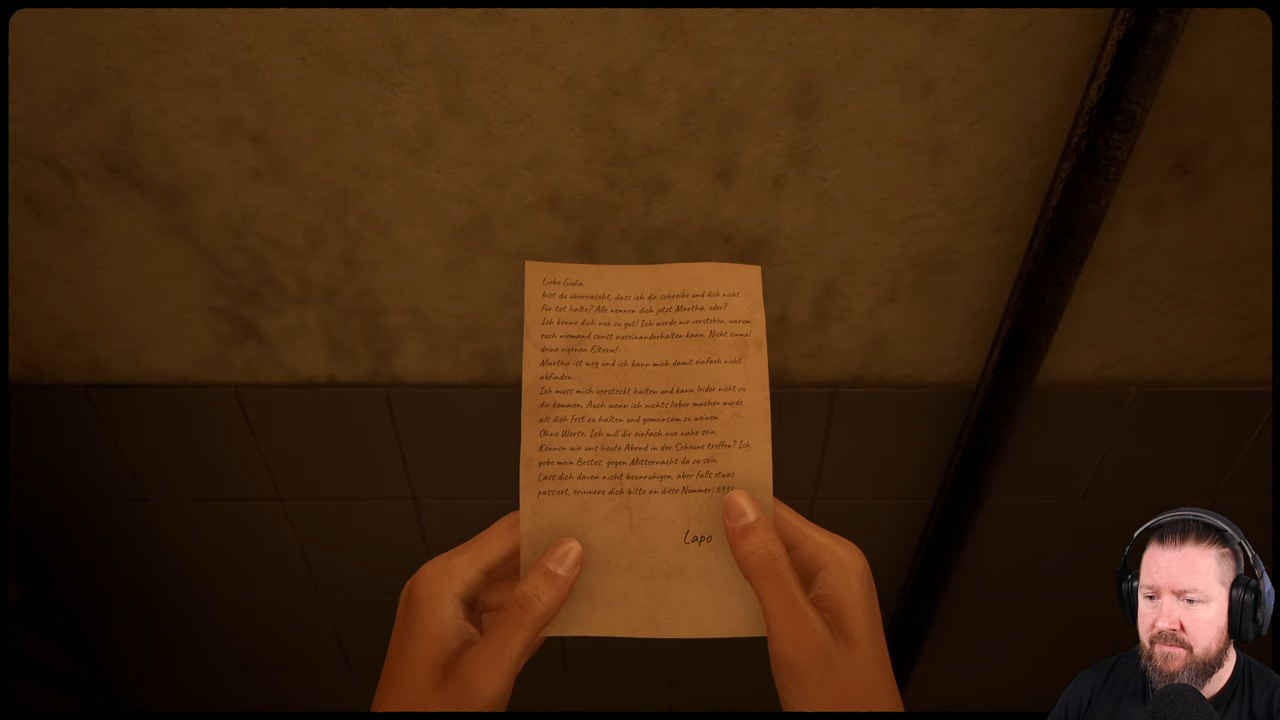 Liebe Giulia,
bist du überrascht, dass ich dir schreibe und dich nicht
für tot halte? Alle nennen dich jetzt Martha, oder?
Ich kenne dich nur zu gut! Ich werde nie verstehen, warum
euch niemand sonst auseinanderhalten kann. Nicht einmal
deine eigenen Eltern!
Martha ist weg und ich kann mich damit einfach nicht
abfinden.
Ich muss mich versteckt halten und kann leider nicht zu
dir kommen. Auch wenn ich nichts lieber machen würde,
als dich fest zu halten und gemeinsam zu weinen.
Ohne Worte. Ich will dir einfach nur nahe sein.
Können wir uns heute Abend in der Scheune treffen? Ich
gebe mein Bestes, gegen Mitternacht da zu sein.
Lass dich davon nicht beunruhigen, aber falls etwas
passiert, erinnere dich bitte an diese Nummer:
Lapo